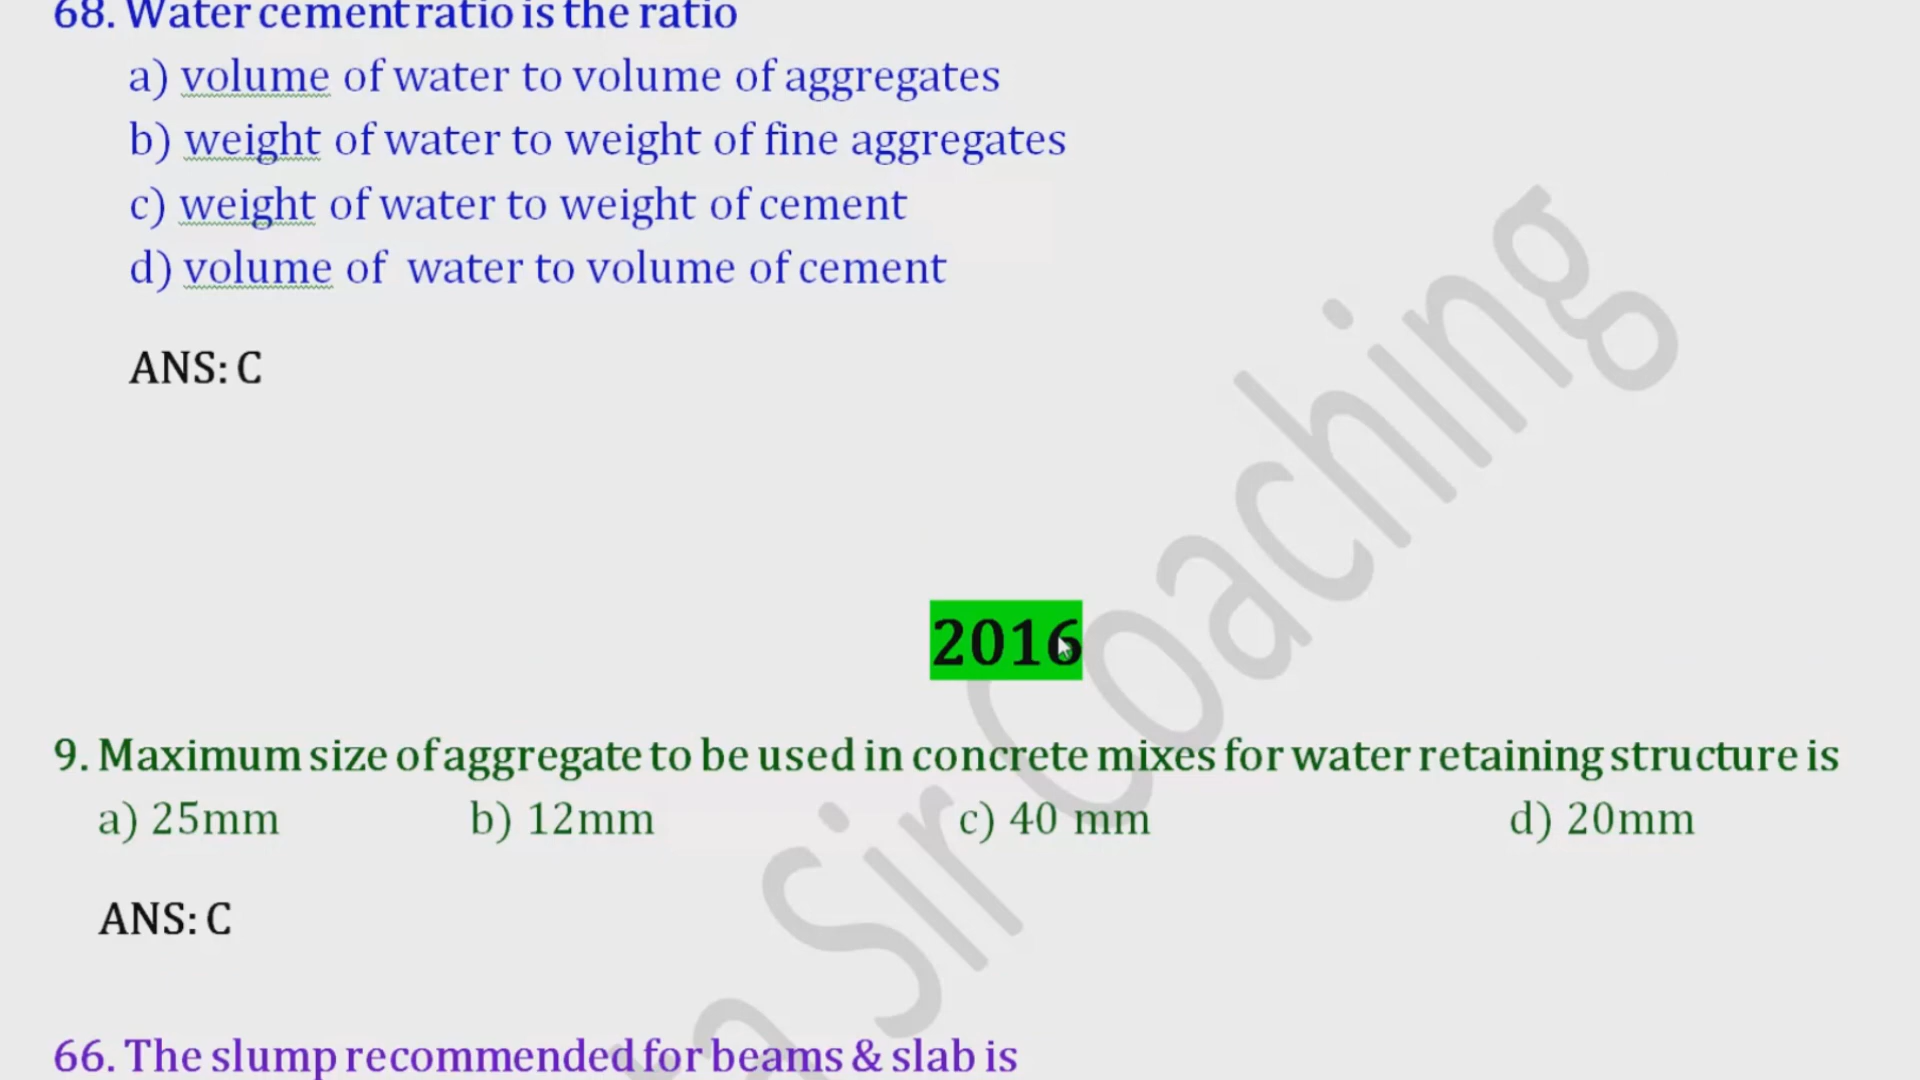 68. Water cement ratio is the ratio
a) volume of water to volume of aggregates
b) weight of water to weight of fine aggregates
c) weight of water to weight of cement
d) volume of water to volume of cement
ANS: C
2016
9. Maximum size of aggregate to be used in concrete mixes for water retaining structure is
a) 25mm b) 12mm c) 40 mm d) 20mm
ANS: C
66. The slump recommended for beams & slab is
Sir Coaching